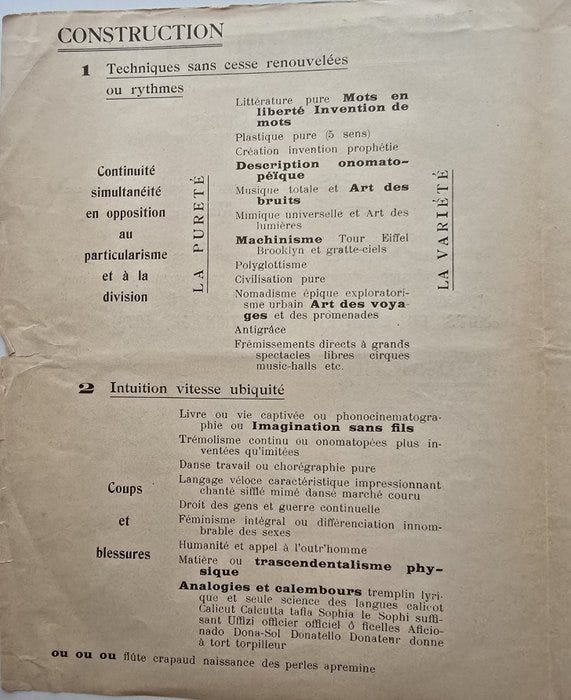 CONSTRUCTION
1 Techniques sans cesse renouvelées
ou rythmes
Continuité
simultanéité
en opposition
au
particularisme
et à la
division
LA PURETÉ
Littérature pure Mots en
liberté Invention de
mots
Plastique pure (5 sens)
Création invention prophétie
Description onomato-
péïque
Musique totale et Art des
bruits
Mimique universelle et Art des
lumières
Machinisme Tour Eiffel
Brooklyn et gratte-ciels
Polyglottisme
Civilisation pure
Nomadisme épique exploratori-
sme urbain Art des voya-
ges et des promenades
Antigrâce
Frémissements directs à grands
spectacles libres cirques
music-halls etc.
LA VARIÉTÉ
2 Intuition vitesse ubiquité
Coups
et
blessures
Livre ou vie captivée ou phonocinematogra-
phie ou Imagination sans fils
Trémolisme continu ou onomatopées plus in-
ventées qu'imitées
Danse travail ou chorégraphie pure
Langage véloce caractéristique impressionnant
chanté sifflé mimé dansé marché couru
Droit des gens et guerre continuelle
Féminisme intégral ou différenciation innom-
brable des sexes
Humanité et appel à l'outr'homme
Matière ou trascendentalisme phy-
sique
Analogies et calembours tremplin lyri-
que et seule science des langues calicot
Calicut Calcutta tafia Sophia le Sophi suffi-
sant Uffizi officier officiel ô ficelles Aficio-
nado Dona-Sol Donatello Donateur donne
à tort torpilleur
ou ou ou flûte crapaud naissance des perles apremine